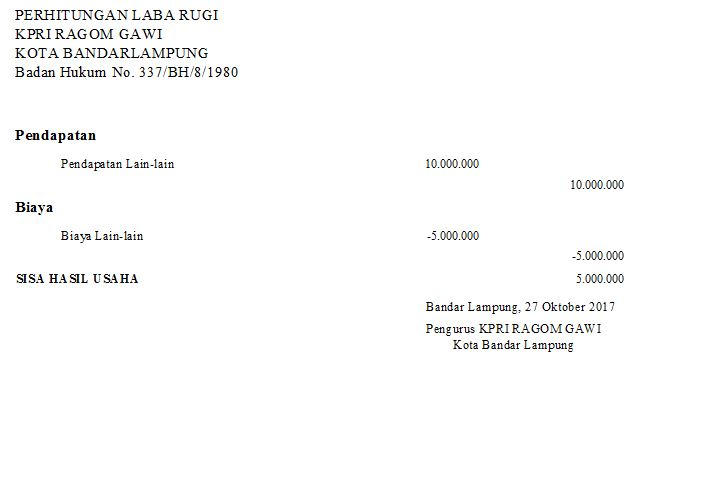 PERHITUNGAN LABA RUGI
KPRI RAGOM GAWI
KOTA BANDARLAMPUNG
Badan Hukum No. 337/BH/8/1980
Pendapatan
Pendapatan Lain-lain 10.000.000
10.000.000
Biaya
Biaya Lain-lain -5.000.000
-5.000.000
SISA HASIL USAHA 5.000.000
Bandar Lampung, 27 Oktober 2017
Pengurus KPRI RAGOM GAWI
Kota Bandar Lampung